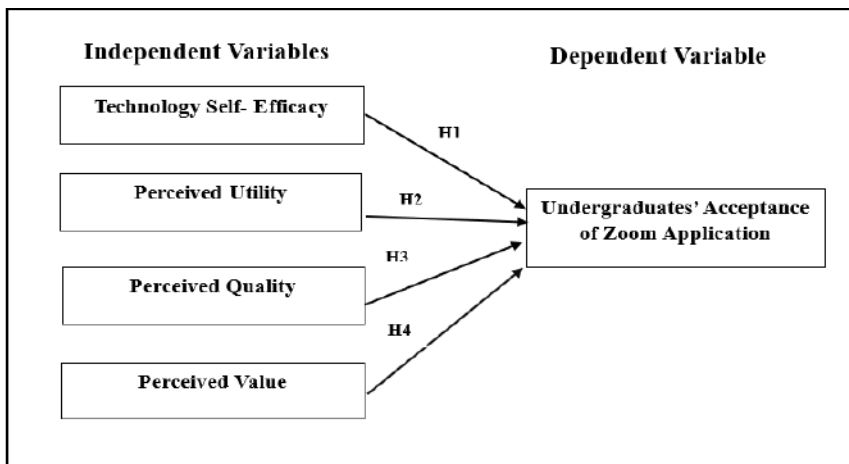 Independent Variables
Dependent Variable
Technology Self- Efficacy
H1
Perceived Utility
H2
Undergraduates’ Acceptance
of Zoom Application
H3
Perceived Quality
H4
Perceived Value